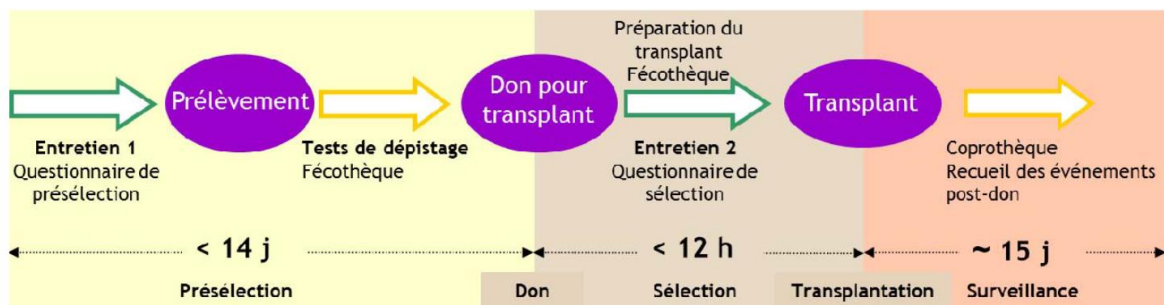 Préparation du
transplant
Fécothèque
Prélèvement
Don pour
transplant
Transplant
Entretien 1
Questionnaire de
présélection
Tests de dépistage
Fécothèque
Entretien 2
Questionnaire de
sélection
Coprothèque
Recueil des événements
post-don
< 14 j
< 12 h
~ 15 j
Présélection
Don
Sélection
Transplantation
Surveillance